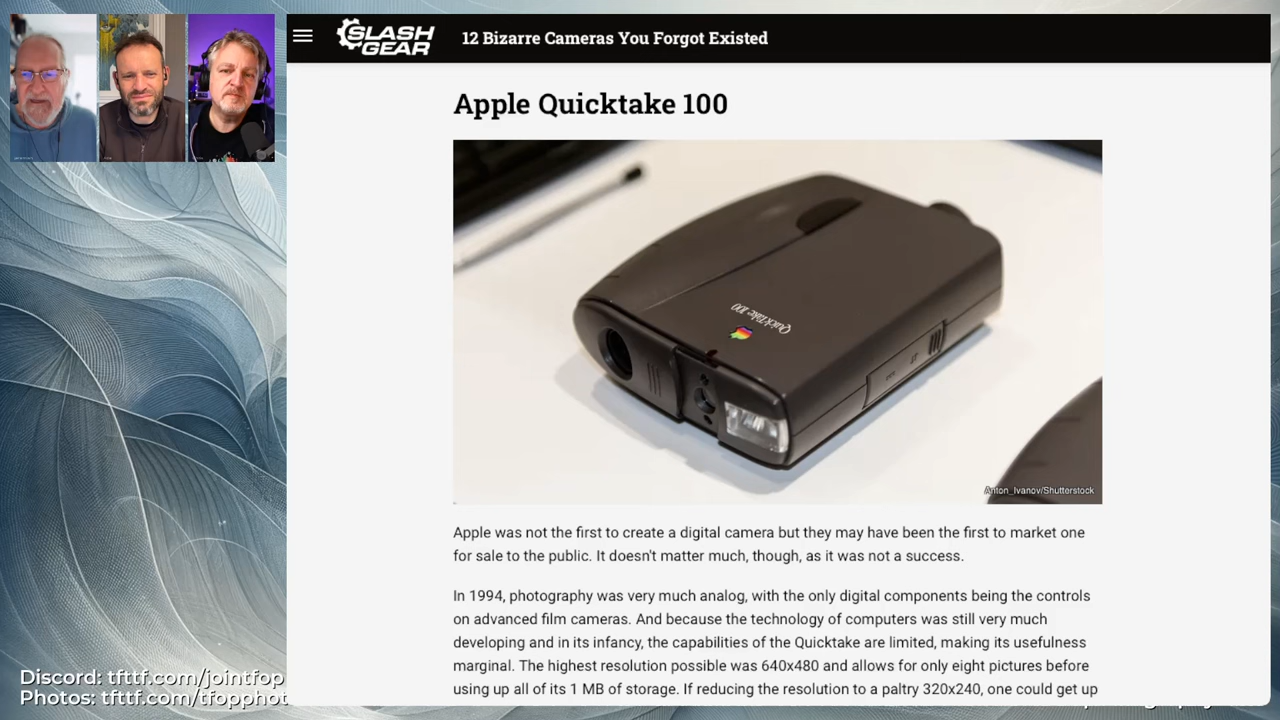 SLASH
GEAR
12 Bizarre Cameras You Forgot Existed
Apple Quicktake 100
QuickTake 100
Anton_Ivanov/Shutterstock
Apple was not the first to create a digital camera but they may have been the first to market one
for sale to the public. It doesn't matter much, though, as it was not a success.
In 1994, photography was very much analog, with the only digital components being the controls
on advanced film cameras. And because the technology of computers was still very much
developing and in its infancy, the capabilities of the Quicktake are limited, making its usefulness
marginal. The highest resolution possible was 640x480 and allows for only eight pictures before
using up all of its 1 MB of storage. If reducing the resolution to a paltry 320x240, one could get up
Discord: tfttf.com/jointfop
Photos: tfttf.com/tfopphot